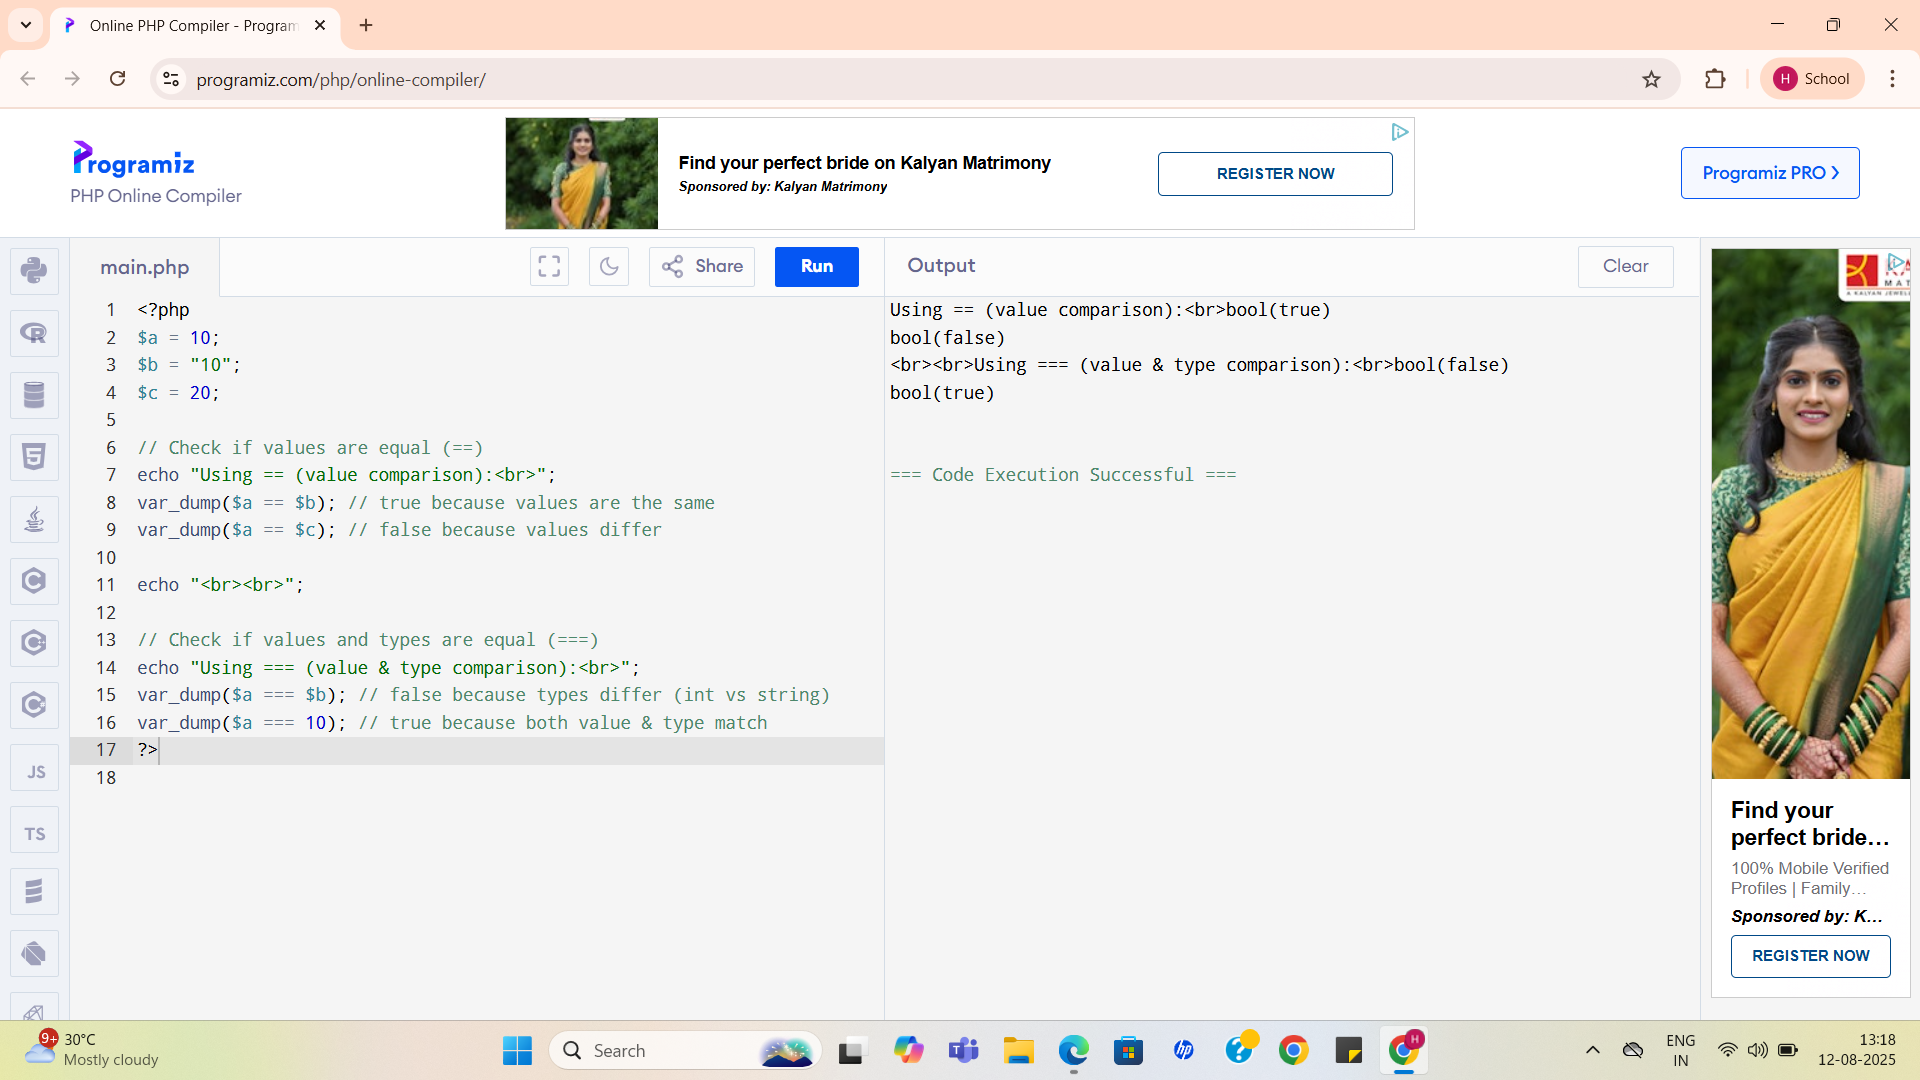 Online PHP Compiler - Program
programiz.com/php/online-compiler/
H School
Programiz
PHP Online Compiler
Find your perfect bride on Kalyan Matrimony
Sponsored by: Kalyan Matrimony
REGISTER NOW
Programiz PRO
main.php
Share
Run
Output
Clear
1 <?php
2 $a = 10;
3 $b = "10";
4 $c = 20;
5
6 // Check if values are equal (==)
7 echo "Using == (value comparison):<br>";
8 var_dump($a == $b); // true because values are the same
9 var_dump($a == $c); // false because values differ
10
11 echo "<br><br>";
12
13 // Check if values and types are equal (===)
14 echo "Using === (value & type comparison):<br>";
15 var_dump($a === $b); // false because types differ (int vs string)
16 var_dump($a === 10); // true because both value & type match
17 ?>
18
Using == (value comparison):<br>bool(true)
bool(false)
<br><br>Using === (value & type comparison):<br>bool(false)
bool(true)
=== Code Execution Successful ===
JS
TS
Find your
perfect bride...
100% Mobile Verified
Profiles | Family...
Sponsored by: K...
REGISTER NOW
9+
30°C
Mostly cloudy
Search
hp
H
ENG
IN
13:18
12-08-2025